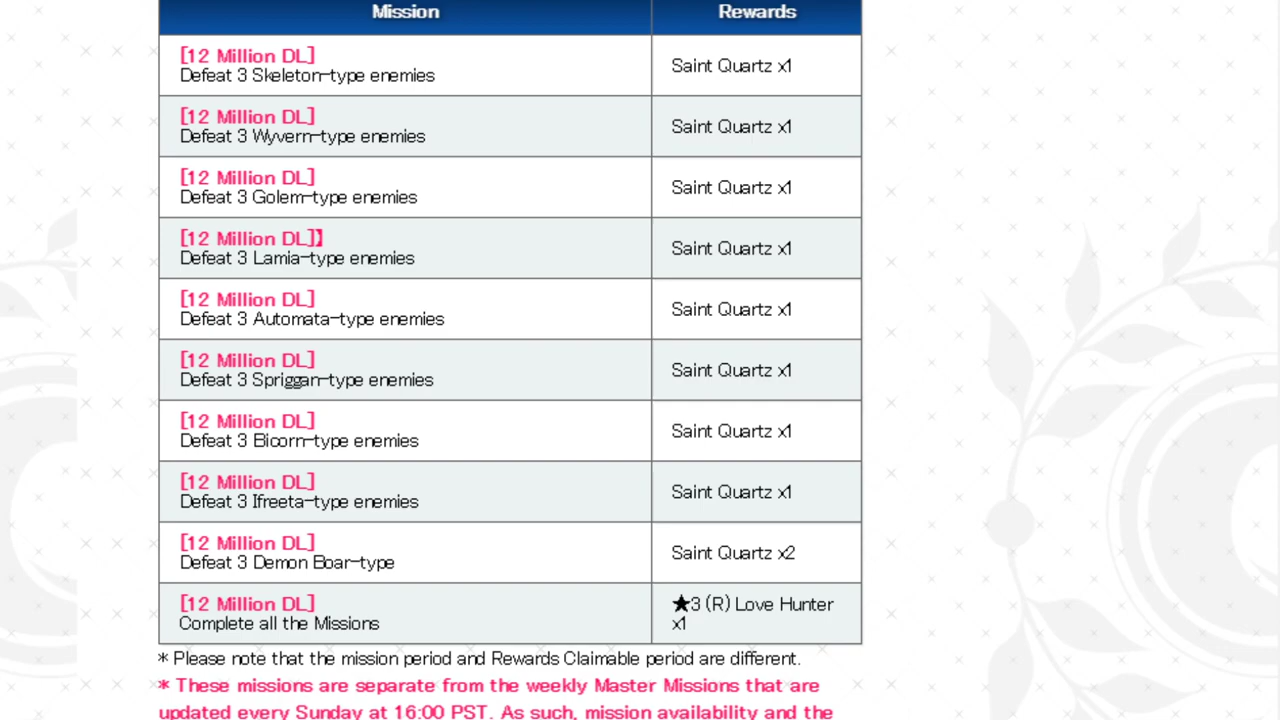 Mission Rewards
[12 Million DL]
Defeat 3 Skeleton-type enemies
Saint Quartz x1
[12 Million DL]
Defeat 3 Wyvern-type enemies
Saint Quartz x1
[12 Million DL]
Defeat 3 Golem-type enemies
Saint Quartz x1
[12 Million DL]】
Defeat 3 Lamia-type enemies
Saint Quartz x1
[12 Million DL]
Defeat 3 Automata-type enemies
Saint Quartz x1
[12 Million DL]
Defeat 3 Spriggan-type enemies
Saint Quartz x1
[12 Million DL]
Defeat 3 Bicorn-type enemies
Saint Quartz x1
[12 Million DL]
Defeat 3 Ifreeta-type enemies
Saint Quartz x1
[12 Million DL]
Defeat 3 Demon Boar-type
Saint Quartz x2
[12 Million DL]
Complete all the Missions
★3 (R) Love Hunter
x1
* Please note that the mission period and Rewards Claimable period are different.
* These missions are separate from the weekly Master Missions that are
updated every Sunday at 16:00 PST. As such, mission availability and the